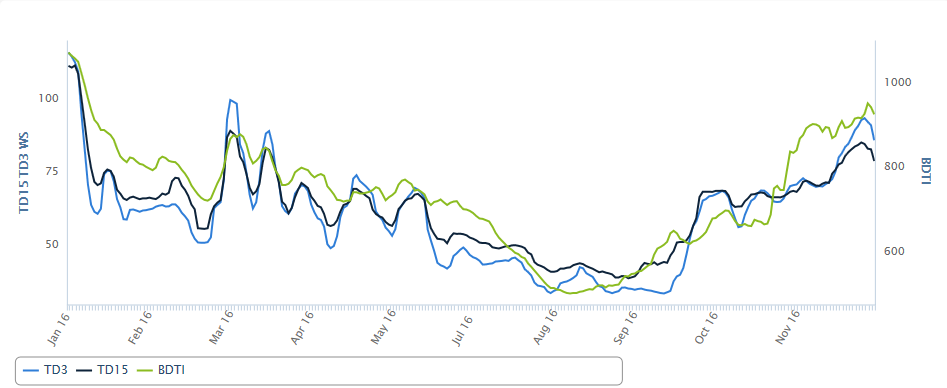 TD15 TD3 WS
100
75
50
1000
800
600
BDTI
Jan 16
Feb 16
Mar 16
Apr 16
May 16
Jul 16
Aug 16
Sep 16
Oct 16
Nov 16
TD3 TD15 BDTI